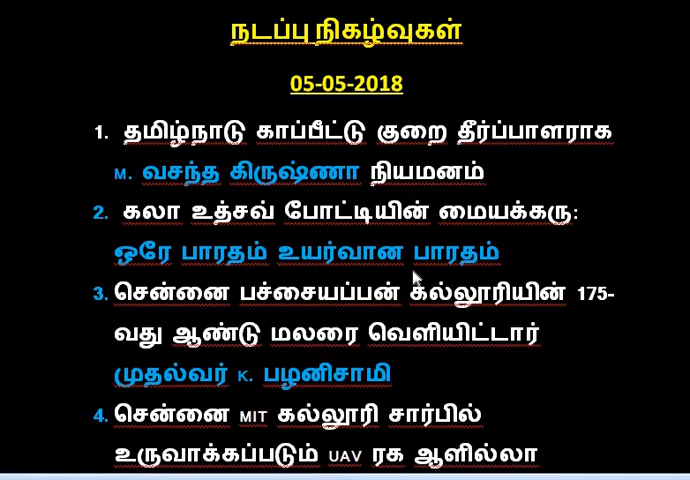 நடப்பு நிகழ்வுகள்
05-05-2018
1. தமிழ்நாடு காப்பீட்டு குறை தீர்ப்பாளராக
M. வசந்த கிருஷ்ணா நியமனம்
2. கலா உத்சவ் போட்டியின் மையக்கரு:
ஒரே பாரதம் உயர்வான பாரதம்
3. சென்னை பச்சையப்பன் கல்லூரியின் 175-
வது ஆண்டு மலரை வெளியிட்டார்
முதல்வர் K. பழனிசாமி
4. சென்னை MIT கல்லூரி சார்பில்
உருவாக்கப்படும் UAV ரக ஆளில்லா